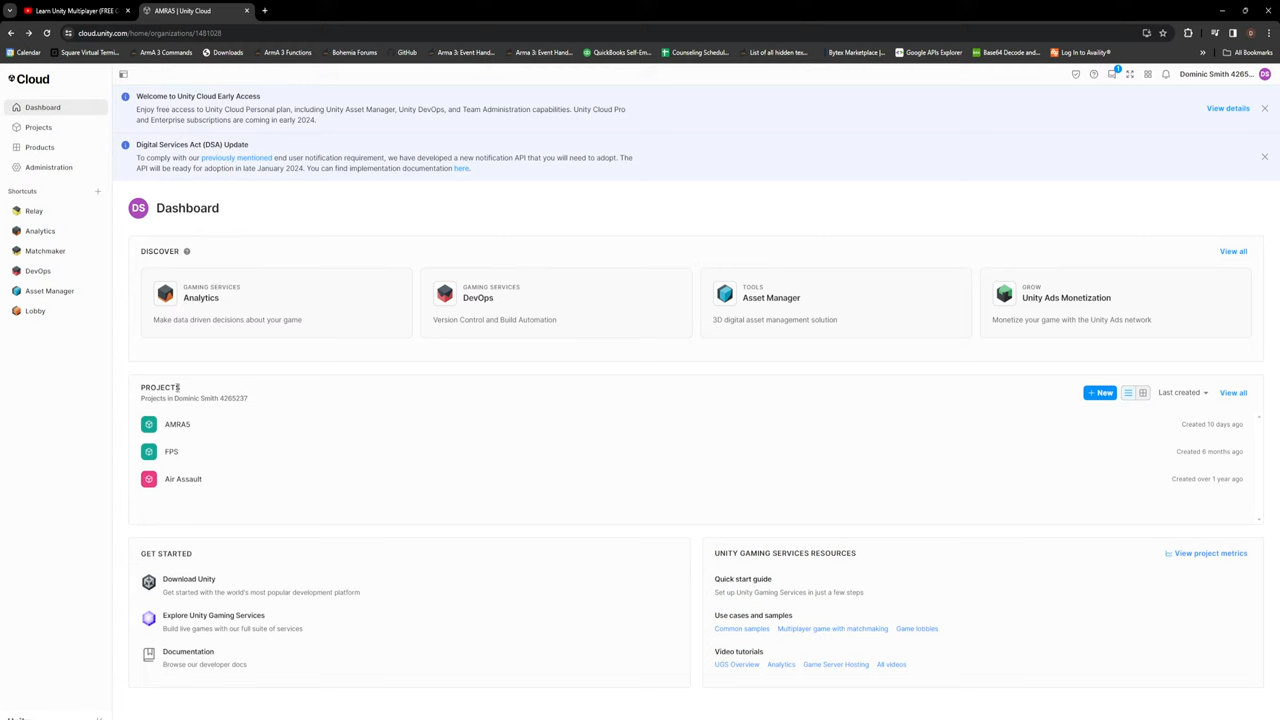 Learn Unity Multiplayer (FREE C
AMRA5 | Unity Cloud
cloud.unity.com/home/organizations/1481028
Calendar
Square Virtual Termi...
ArmA 3 Commands
Downloads
ArmA 3 Functions
Bohemia Forums
GitHub
Arma 3: Event Hand...
Arma 3: Event Hand...
QuickBooks Self-Em...
Counseling Schedul...
List of all hidden tex...
Bytex Marketplace |...
Google APIs Explorer
Base64 Decode and...
Log In to Availity®
All Bookmarks
Cloud
1
Dominic Smith 4265...
DS
Dashboard
Projects
Products
Administration
Shortcuts
Relay
Analytics
Matchmaker
DevOps
Asset Manager
Lobby
Welcome to Unity Cloud Early Access
Enjoy free access to Unity Cloud Personal plan, including Unity Asset Manager, Unity DevOps, and Team Administration capabilities. Unity Cloud Pro
and Enterprise subscriptions are coming in early 2024.
View details
Digital Services Act (DSA) Update
To comply with our previously mentioned end user notification requirement, we have developed a new notification API that you will need to adopt. The
API will be ready for adoption in late January 2024. You can find implementation documentation here.
DS Dashboard
DISCOVER
View all
GAMING SERVICES
Analytics
Make data driven decisions about your game
GAMING SERVICES
DevOps
Version Control and Build Automation
TOOLS
Asset Manager
3D digital asset management solution
GROW
Unity Ads Monetization
Monetize your game with the Unity Ads network
PROJECTS
Projects in Dominic Smith 4265237
+ New
Last created
View all
AMRA5 Created 10 days ago
FPS Created 6 months ago
Air Assault Created over 1 year ago
GET STARTED
Download Unity
Get started with the world's most popular development platform
Explore Unity Gaming Services
Build live games with our full suite of services
Documentation
Browse our developer docs
UNITY GAMING SERVICES RESOURCES
View project metrics
Quick start guide
Set up Unity Gaming Services in just a few steps
Use cases and samples
Common samples Multiplayer game with matchmaking Game lobbies
Video tutorials
UGS Overview Analytics Game Server Hosting All videos